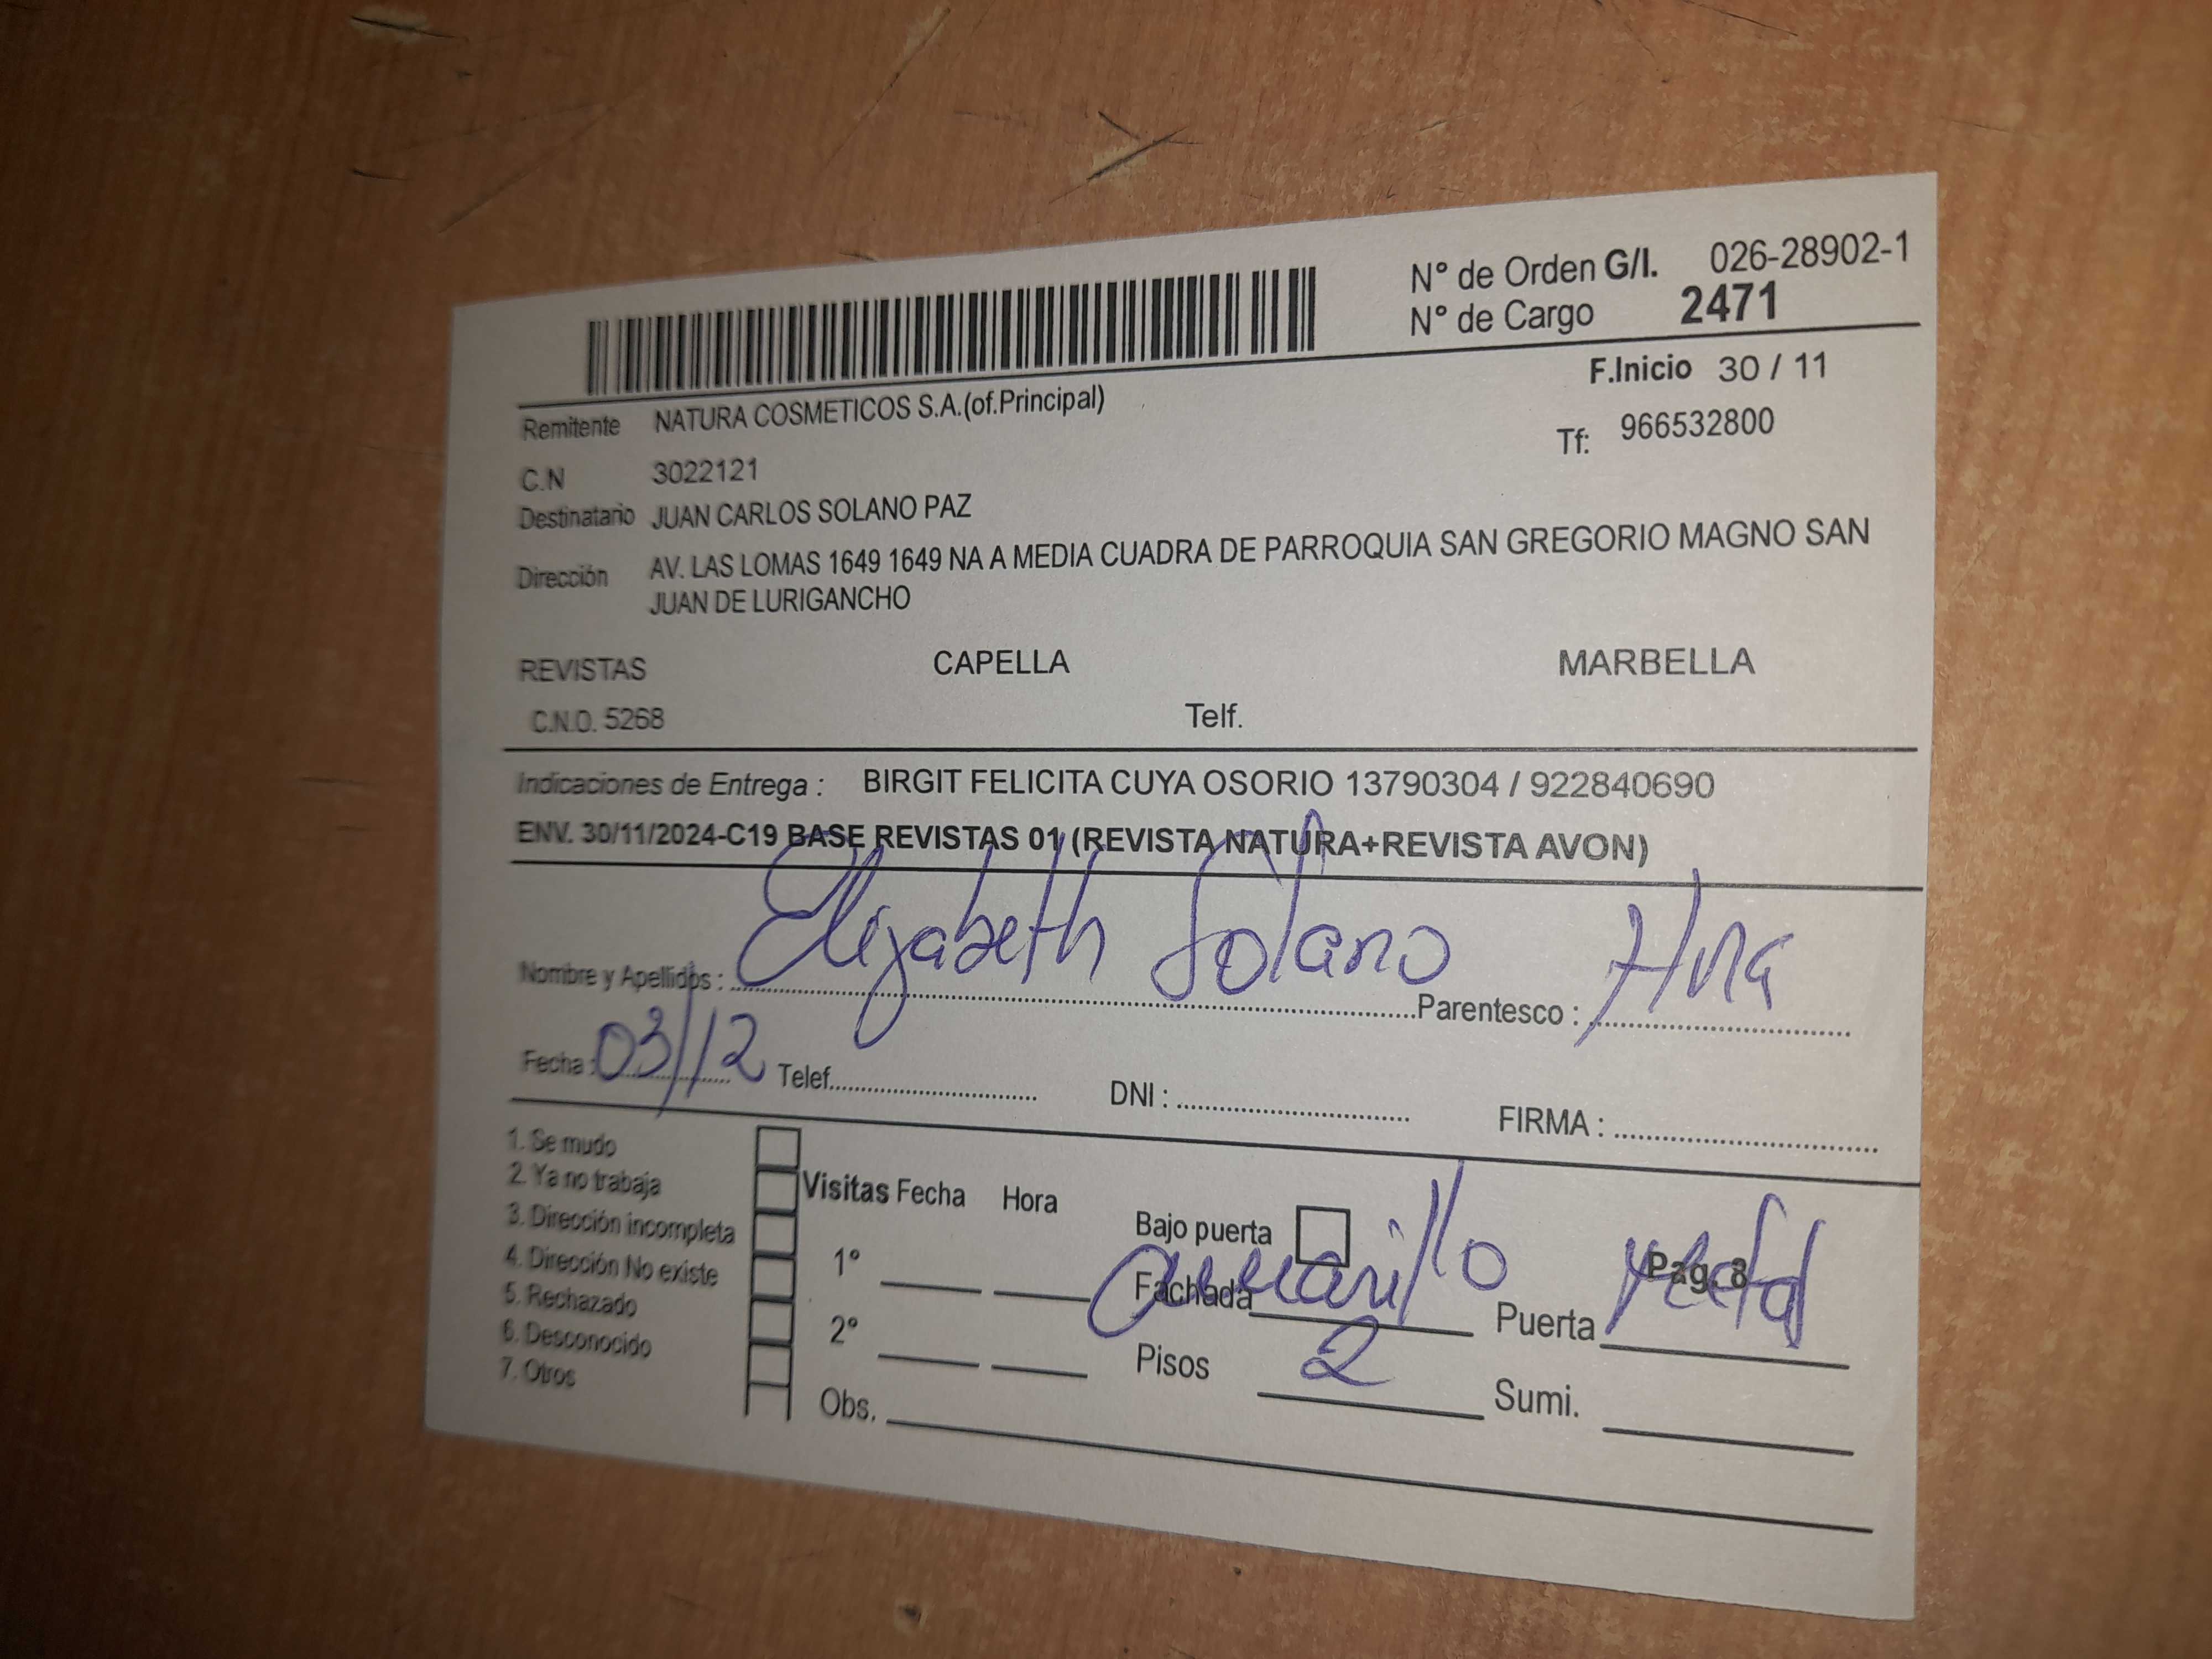 N° de Orden G/I. 026-28902-1
N° de Cargo 2471
F.Inicio 30 / 11
Remitente NATURA COSMETICOS S.A.(of.Principal)
Tf: 966532800
C.N 3022121
Destinatario JUAN CARLOS SOLANO PAZ
Dirección AV. LAS LOMAS 1649 1649 NA A MEDIA CUADRA DE PARROQUIA SAN GREGORIO MAGNO SAN
JUAN DE LURIGANCHO
REVISTAS CAPELLA MARBELLA
C.N.O. 5268 Telf.
Indicaciones de Entrega : BIRGIT FELICITA CUYA OSORIO 13790304 / 922840690
ENV. 30/11/2024-C19 BASE REVISTAS 01 (REVISTA NATURA+REVISTA AVON)
Nombre y Apellidos : Elizabeth Solano Parentesco : Hna
Fecha : 03/12 Telef. DNI : FIRMA :
1. Se mudo
2. Ya no trabaja
3. Dirección incompleta
4. Dirección No existe
5. Rechazado
6. Desconocido
7. Otros
Visitas Fecha Hora
1°
2°
Obs.
Bajo puerta
Pag. 8
Fachada amarillo Puerta
Pisos 2 Sumi.